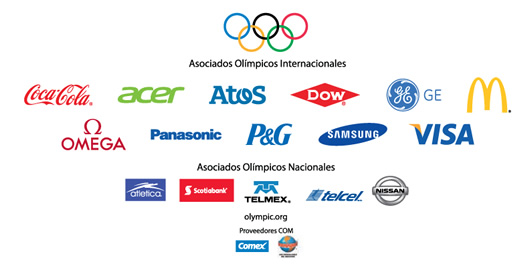 Asociados Olímpicos Internacionales
Coca-Cola acer Atos DOW GE M
Ω
OMEGA Panasonic P&G SAMSUNG VISA
Asociados Olímpicos Nacionales
atletica Scotiabank TELMEX telcel NISSAN
olympic.org
Proveedores COM
Comex